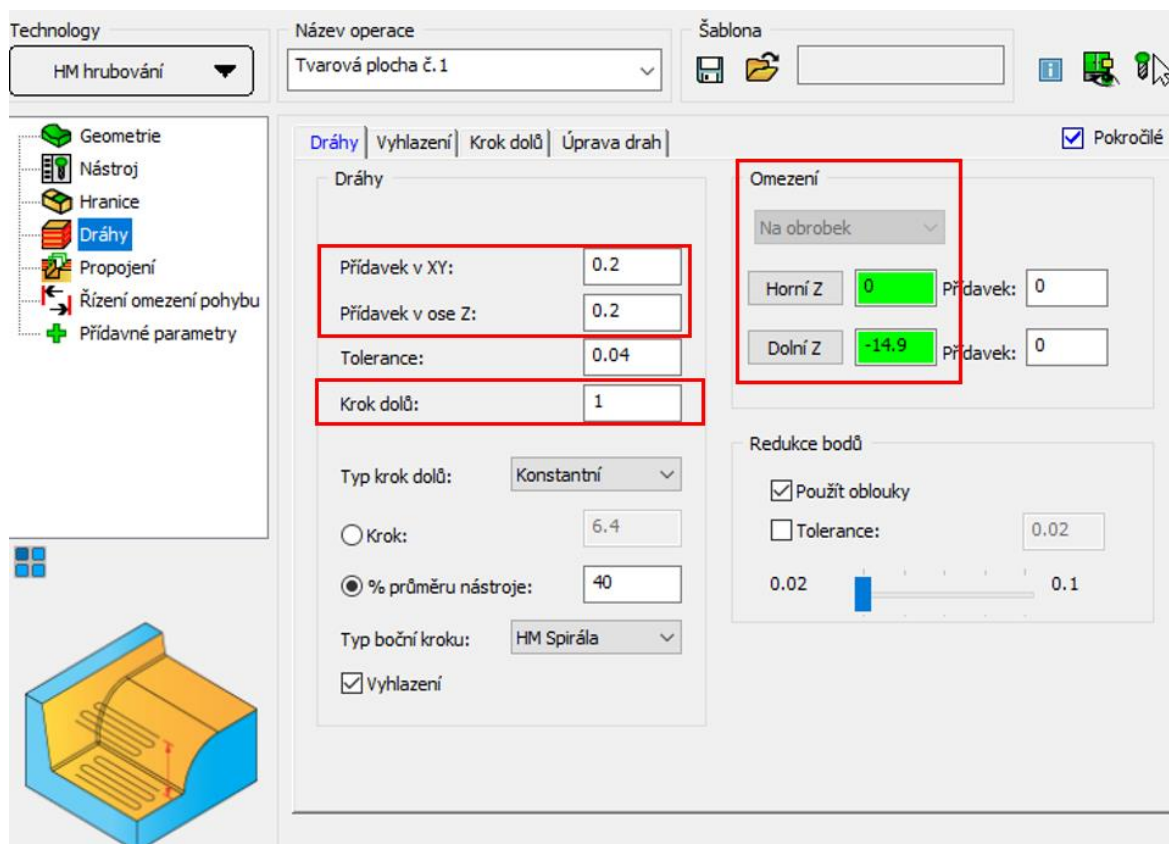 Technology
HM hrubování
Název operace
Tvarová plocha č.1
Šablona
Geometrie
Nástroj
Hranice
Dráhy
Propojení
Řízení omezení pohybu
Přídavné parametry
Dráhy Vyhlazení Krok dolů Úprava drah
Pokročilé
Dráhy
Přídavek v XY: 0.2
Přídavek v ose Z: 0.2
Tolerance: 0.04
Krok dolů: 1
Typ krok dolů: Konstantní
Krok: 6.4
% průměru nástroje: 40
Typ boční kroku: HM Spirála
Vyhlazení
Omezení
Na obrobek
Horní Z 0 Přídavek: 0
Dolní Z -14.9 Přídavek: 0
Redukce bodů
Použít oblouky
Tolerance: 0.02
0.02 0.1